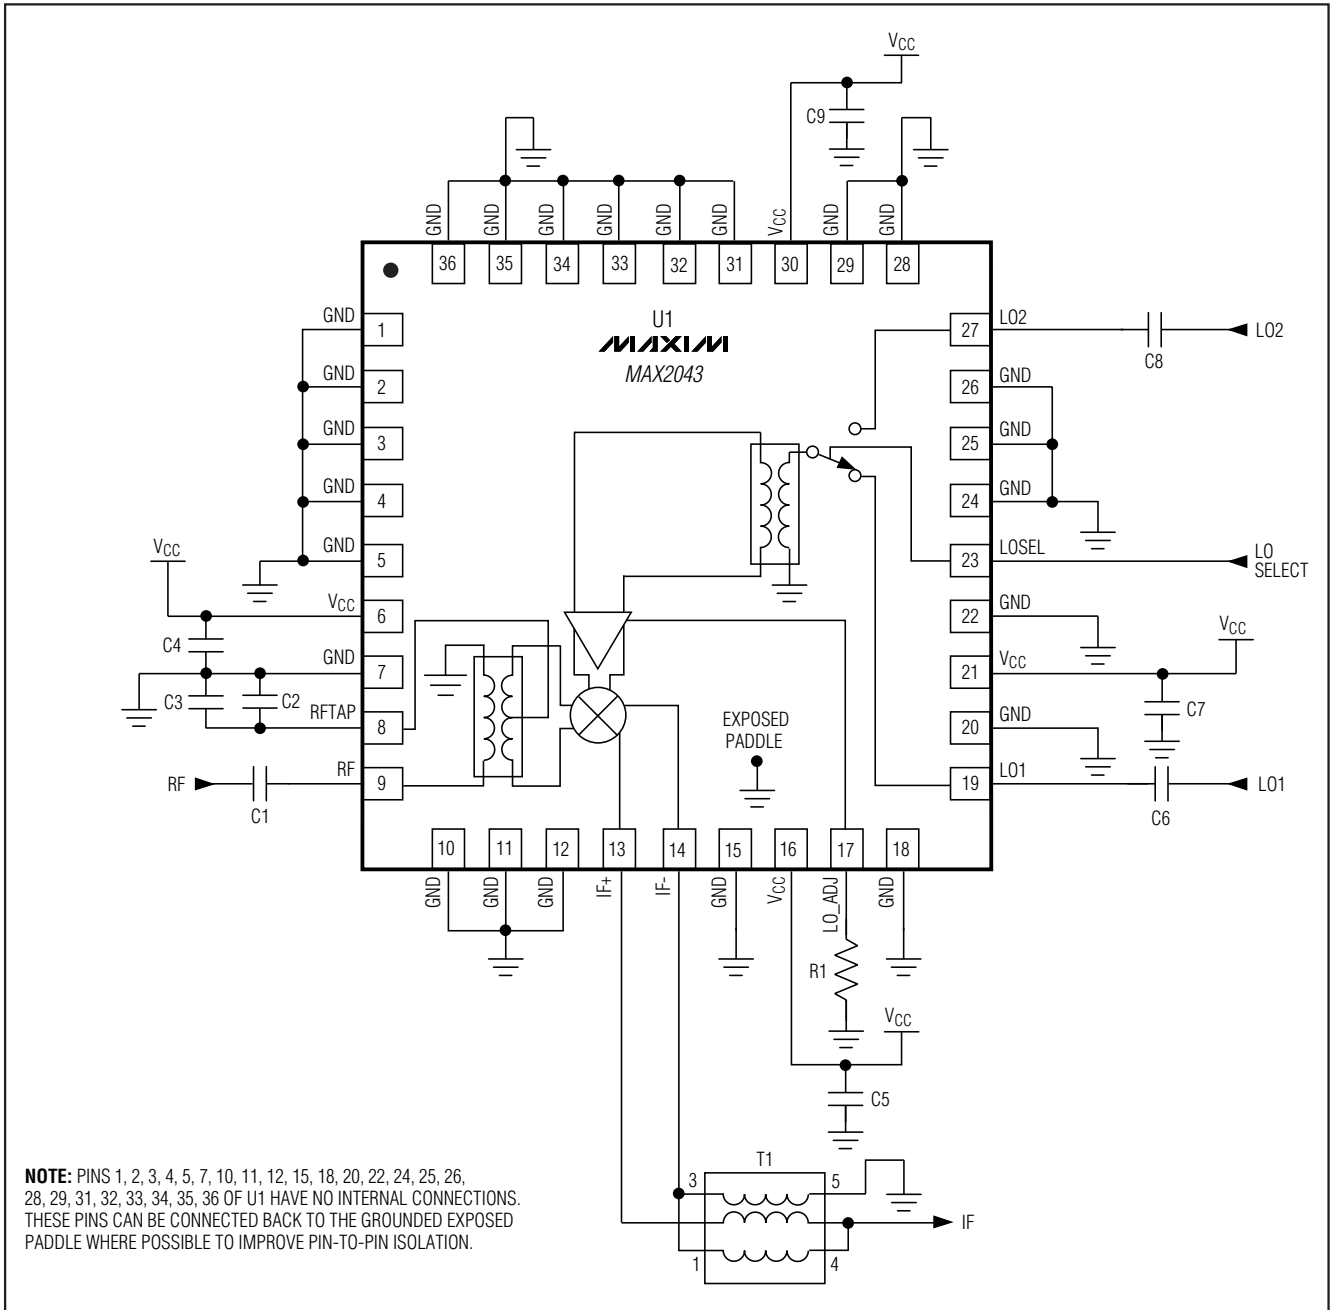 VCC
C9
GND GND GND GND GND GND VCC GND GND
36 35 34 33 32 31 30 29 28
U1
MAXIM
MAX2043
GND 1
GND 2
GND 3
GND 4
GND 5
VCC
VCC 6
C4
GND 7
C3 C2
RFTAP 8
RF RF 9
C1
27 LO2 LO2
C8
26 GND
25 GND
24 GND
23 LOSEL LO
SELECT
22 GND
VCC
21 VCC
C7
20 GND
19 LO1 LO1
C6
EXPOSED
PADDLE
10 11 12 13 14 15 16 17 18
GND GND GND IF+ IF- GND VCC LO_ADJ GND
R1
VCC
C5
T1
3 5
IF
1 4
NOTE: PINS 1, 2, 3, 4, 5, 7, 10, 11, 12, 15, 18, 20, 22, 24, 25, 26,
28, 29, 31, 32, 33, 34, 35, 36 OF U1 HAVE NO INTERNAL CONNECTIONS.
THESE PINS CAN BE CONNECTED BACK TO THE GROUNDED EXPOSED
PADDLE WHERE POSSIBLE TO IMPROVE PIN-TO-PIN ISOLATION.